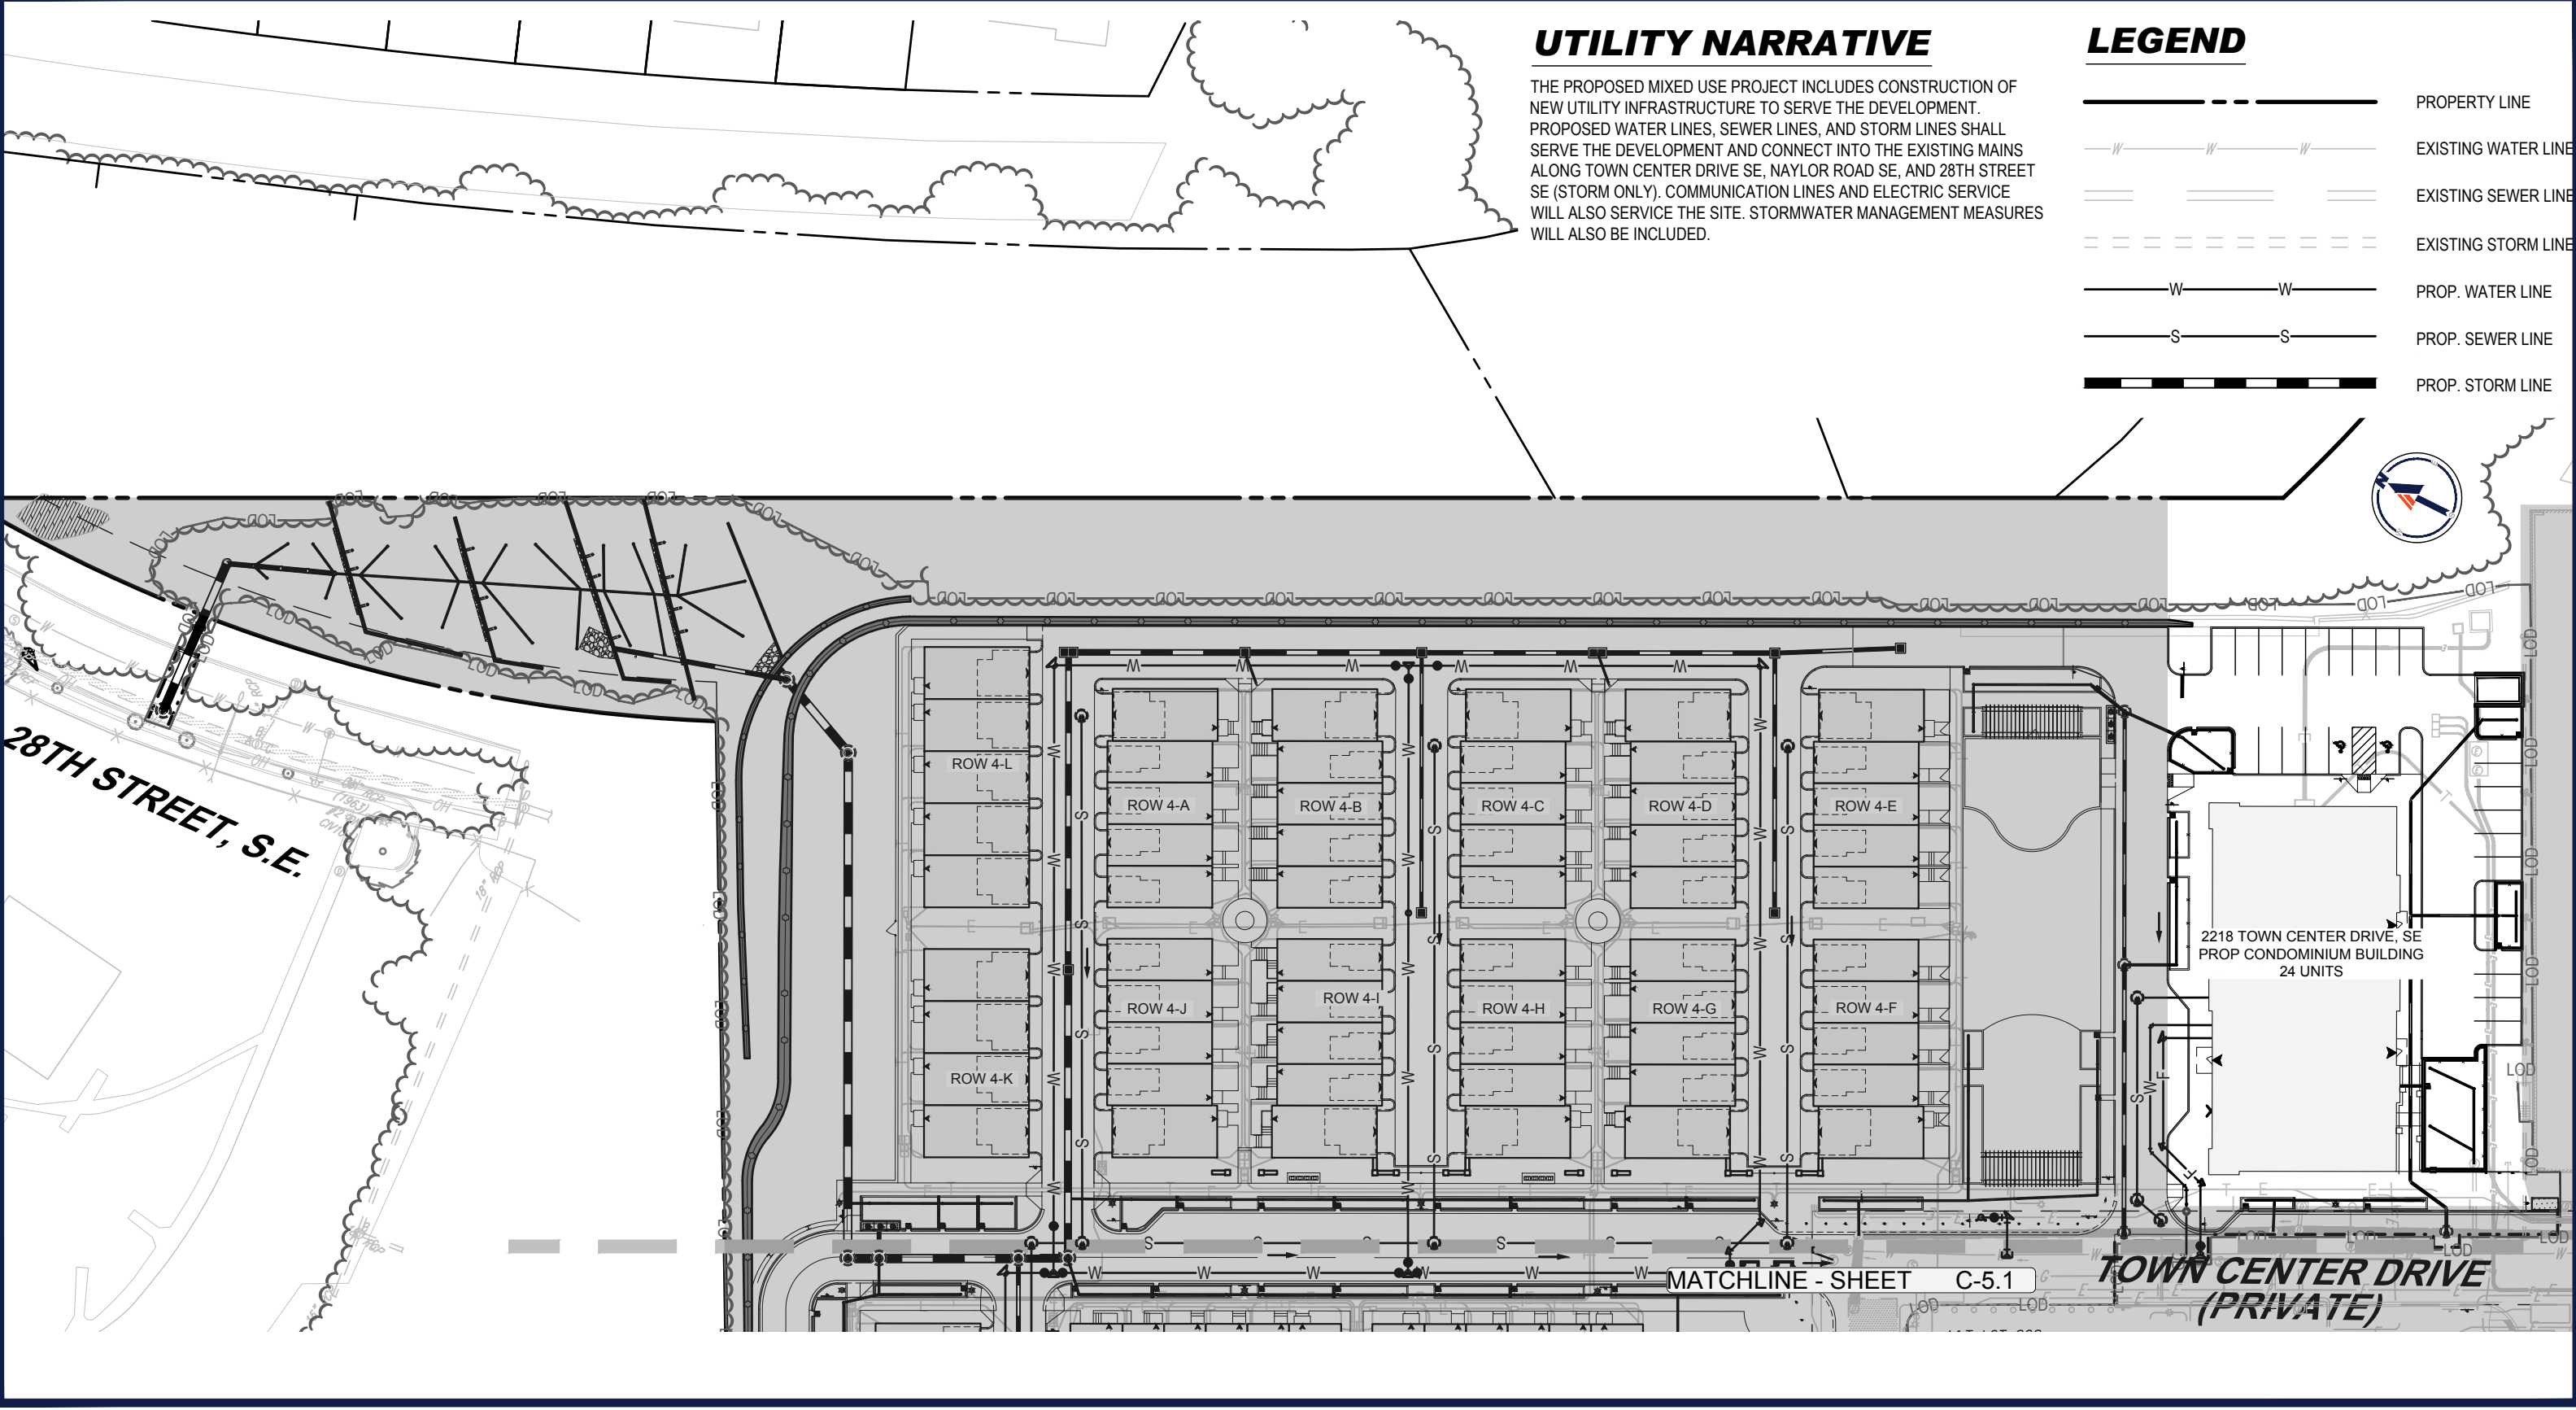 UTILITY NARRATIVE
THE PROPOSED MIXED USE PROJECT INCLUDES CONSTRUCTION OF
NEW UTILITY INFRASTRUCTURE TO SERVE THE DEVELOPMENT.
PROPOSED WATER LINES, SEWER LINES, AND STORM LINES SHALL
SERVE THE DEVELOPMENT AND CONNECT INTO THE EXISTING MAINS
ALONG TOWN CENTER DRIVE SE, NAYLOR ROAD SE, AND 28TH STREET
SE (STORM ONLY). COMMUNICATION LINES AND ELECTRIC SERVICE
WILL ALSO SERVICE THE SITE. STORMWATER MANAGEMENT MEASURES
WILL ALSO BE INCLUDED.
LEGEND
PROPERTY LINE
W W W EXISTING WATER LINE
EXISTING SEWER LINE
EXISTING STORM LINE
W W PROP. WATER LINE
S S PROP. SEWER LINE
PROP. STORM LINE
N
28TH STREET, S.E.
ROW 4-L
ROW 4-A
ROW 4-B
ROW 4-C
ROW 4-D
ROW 4-E
ROW 4-K
ROW 4-J
ROW 4-I
ROW 4-H
ROW 4-G
ROW 4-F
2218 TOWN CENTER DRIVE, SE
PROP CONDOMINIUM BUILDING
24 UNITS
18" RCP
LOD
MATCHLINE - SHEET C-5.1
TOWN CENTER DRIVE
(PRIVATE)